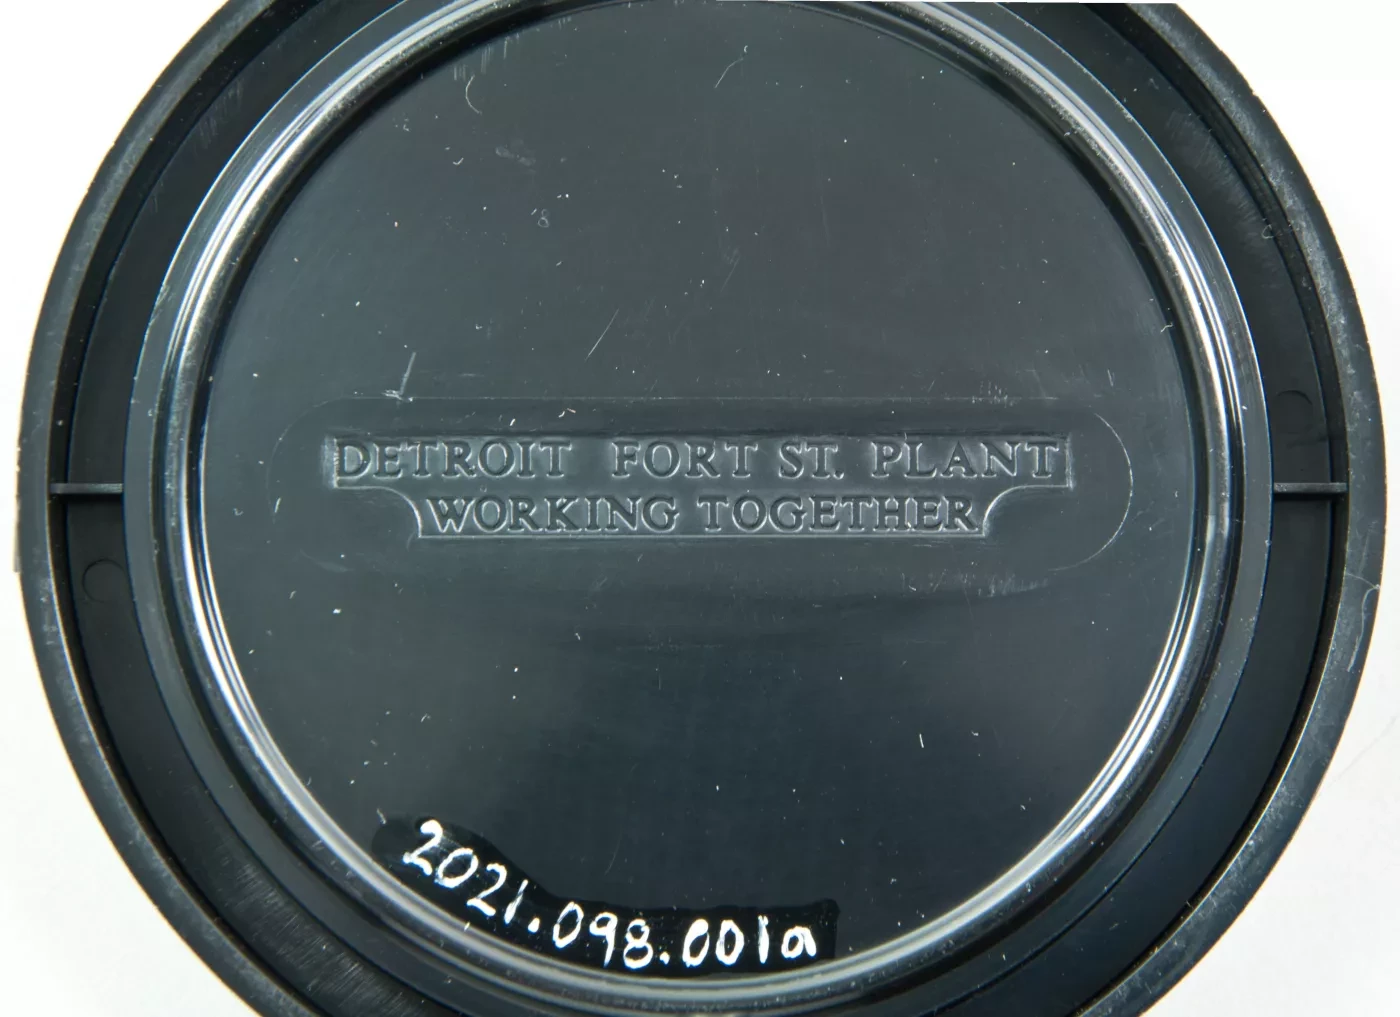 DETROIT FORT ST. PLANT
WORKING TOGETHER
2021.098.001a